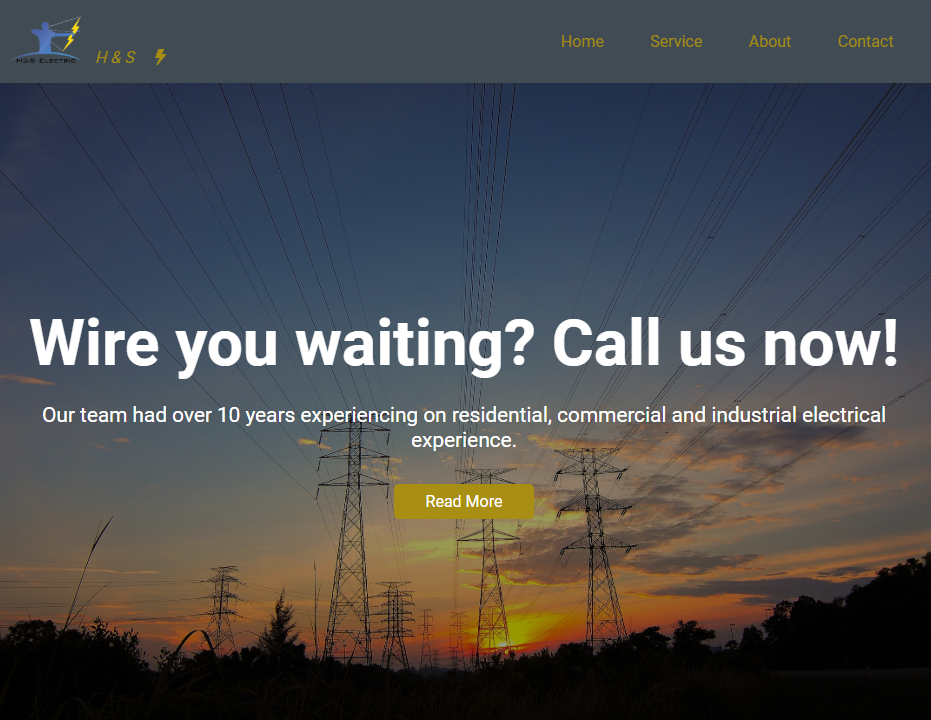 H&S ELECTRIC
H & S
Home Service About Contact
Wire you waiting? Call us now!
Our team had over 10 years experiencing on residential, commercial and industrial electrical
experience.
Read More